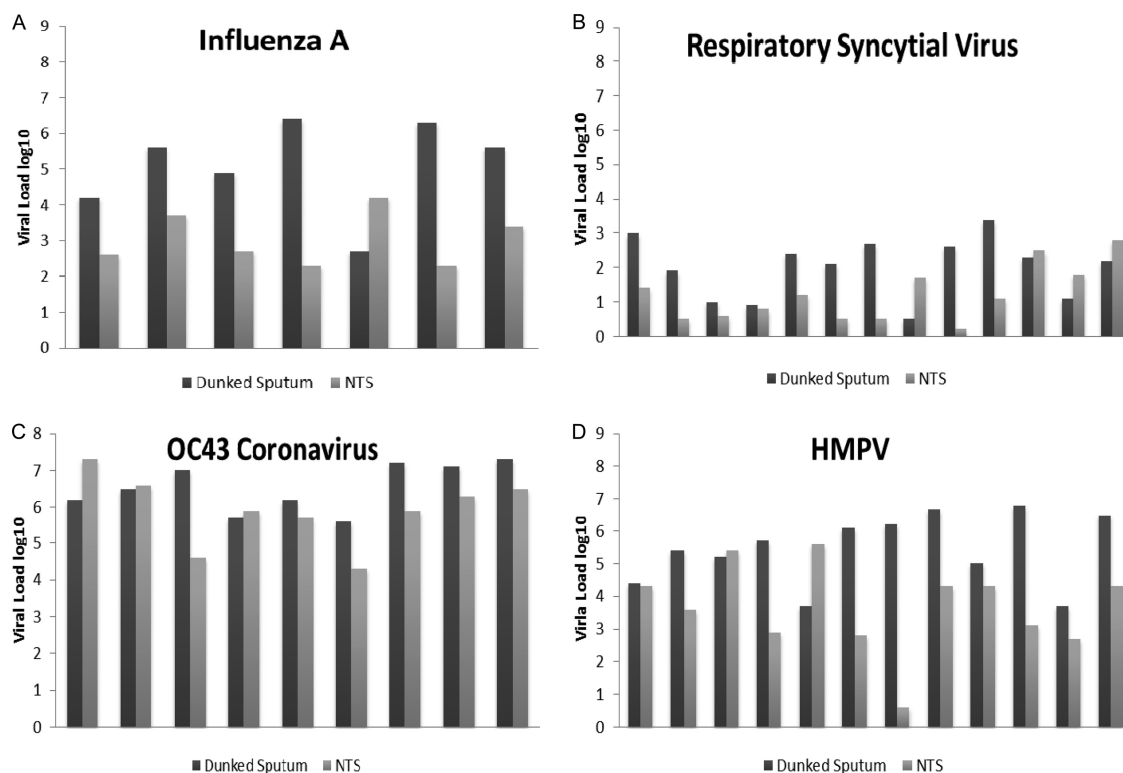 A
Influenza A
Viral Load log10
9
8
7
6
5
4
3
2
1
0
Dunked Sputum NTS
B
Respiratory Syncytial Virus
Viral Load log10
9
8
7
6
5
4
3
2
1
0
Dunked Sputum NTS
C
OC43 Coronavirus
Viral Load log10
8
7
6
5
4
3
2
1
0
Dunked Sputum NTS
D
HMPV
Virla Load log10
9
8
7
6
5
4
3
2
1
0
Dunked Sputum NTS